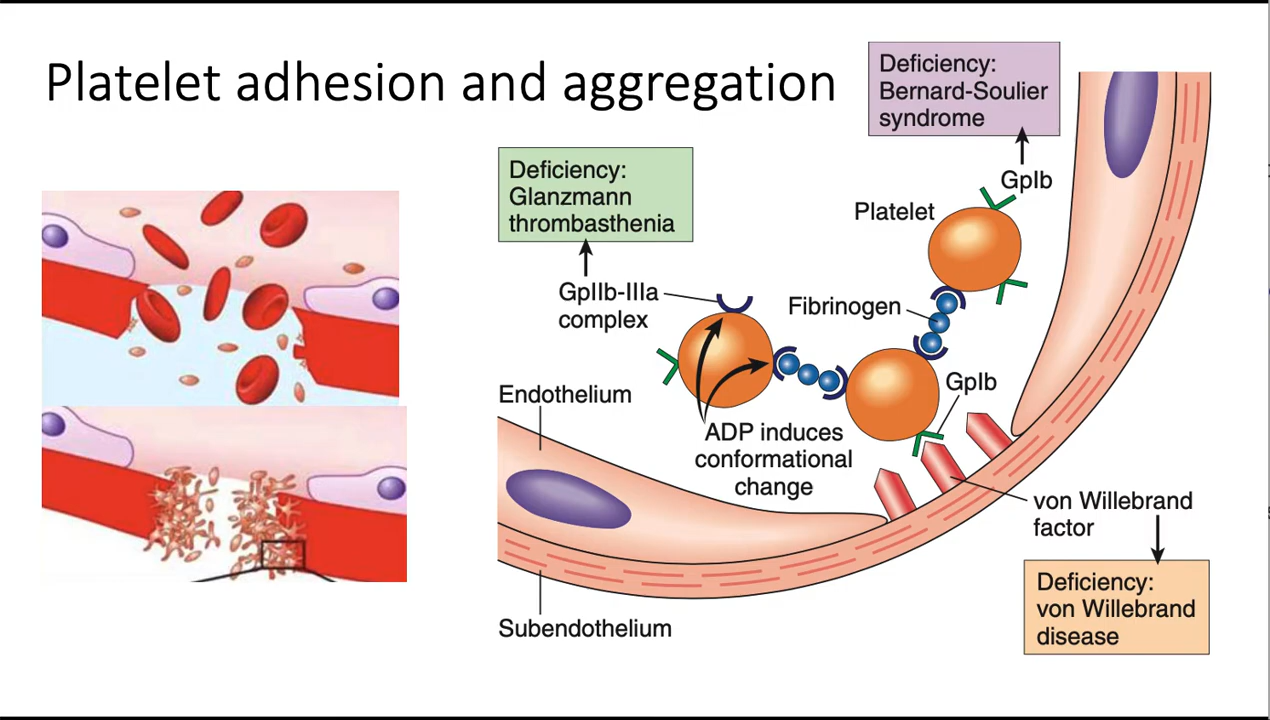 Platelet adhesion and aggregation
Deficiency:
Bernard-Soulier
syndrome
Deficiency:
Glanzmann
thrombasthenia
GpIb
Platelet
GpIIb-IIIa
complex
Fibrinogen
Endothelium
GpIb
ADP induces
conformational
change
von Willebrand
factor
Deficiency:
von Willebrand
disease
Subendothelium